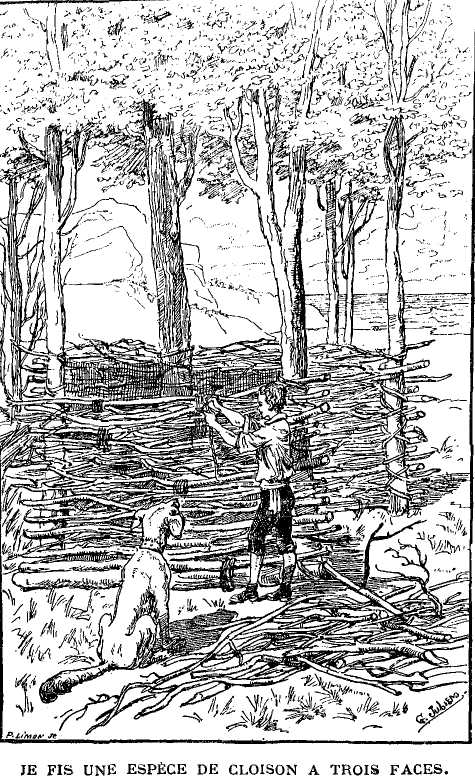 P. LIMON Sc
JE FIS UNE ESPÈCE DE CLOISON A TROIS FACES.